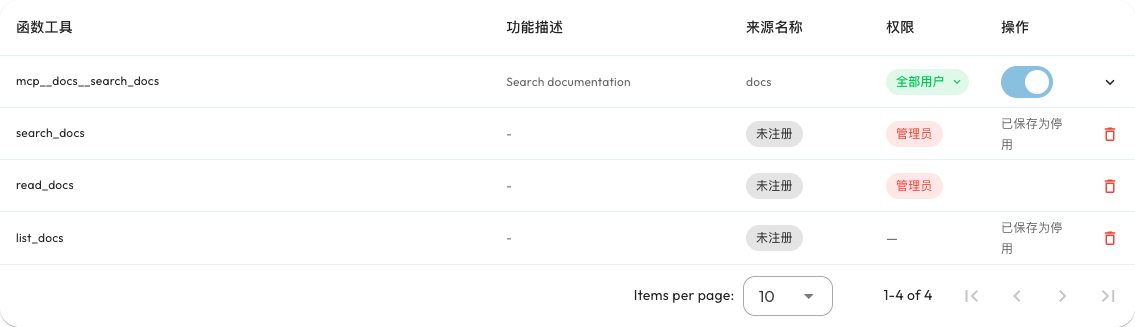 函数工具 功能描述 来源名称 权限 操作
mcp__docs__search_docs Search documentation docs 全部用户
search_docs - 未注册 管理员 已保存为停
用
read_docs - 未注册 管理员
list_docs - 未注册 — 已保存为停
用
Items per page: 10 1-4 of 4